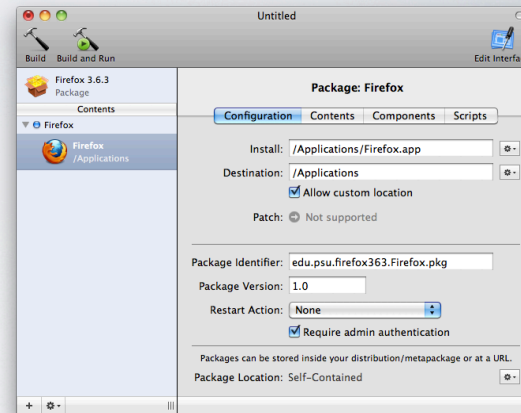 Untitled
Build
Build and Run
Edit Interfa
Firefox 3.6.3
Package
Contents
Firefox
Firefox
/Applications
Package: Firefox
Configuration
Contents
Components
Scripts
Install: /Applications/Firefox.app
Destination: /Applications
Allow custom location
Patch: Not supported
Package Identifier: edu.psu.firefox363.Firefox.pkg
Package Version: 1.0
Restart Action: None
Require admin authentication
Packages can be stored inside your distribution/metapackage or at a URL.
Package Location: Self-Contained